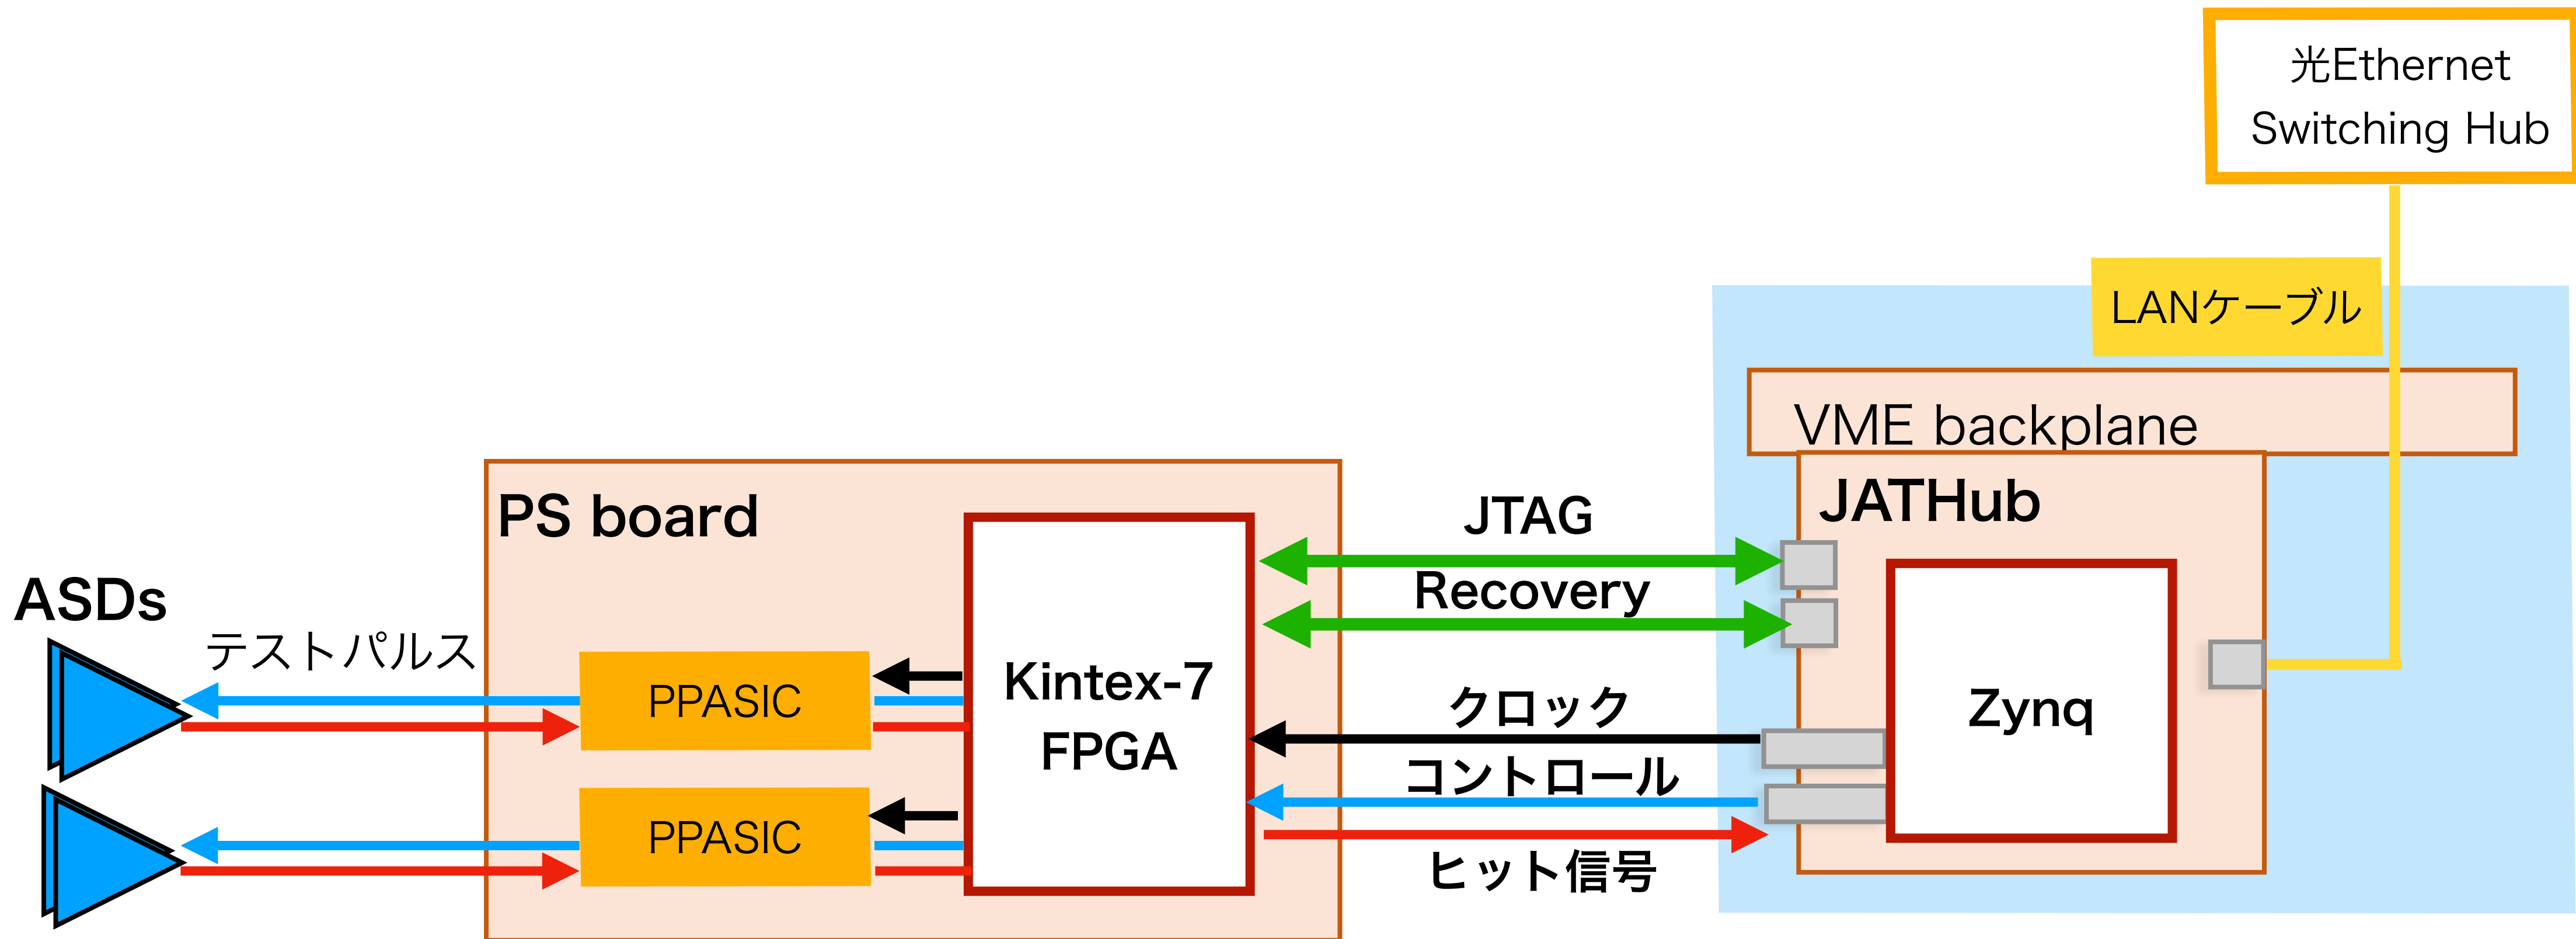 光Ethernet
Switching Hub
LANケーブル
VME backplane
JATHub
Zynq
PS board
JTAG
Recovery
クロック
コントロール
ヒット信号
Kintex-7
FPGA
PPASIC
PPASIC
ASDs
テストパルス